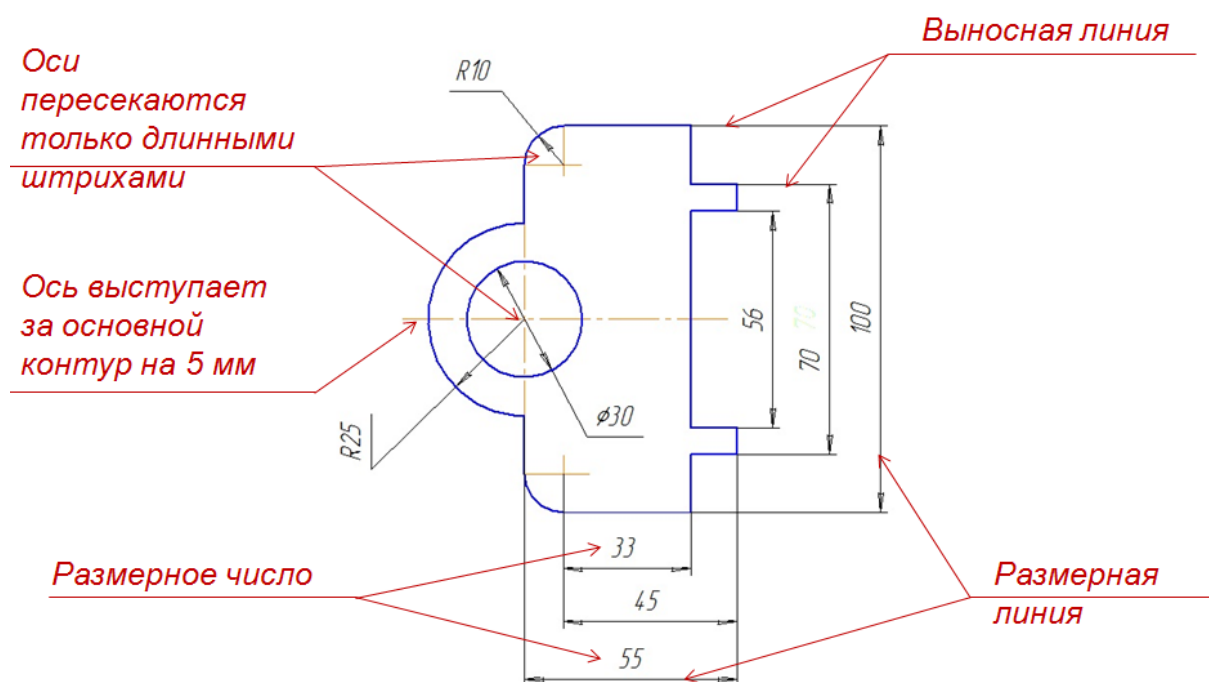 Выносная линия
Оси
пересекаются
только длинными
штрихами
R10
Ось выступает
за основной
контур на 5 мм
56
70
70
100
⌀30
R25
33
Размерное число
45
Размерная
линия
55